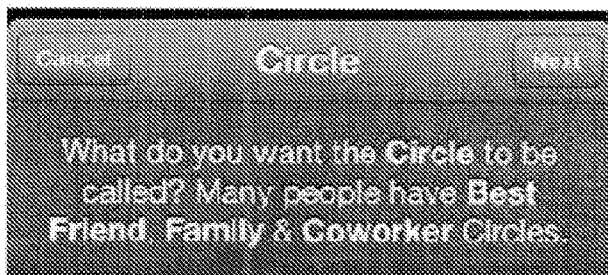 Cancel Circle Next
What do you want the Circle to be
called? Many people have Best
Friend, Family & Coworker Circles.